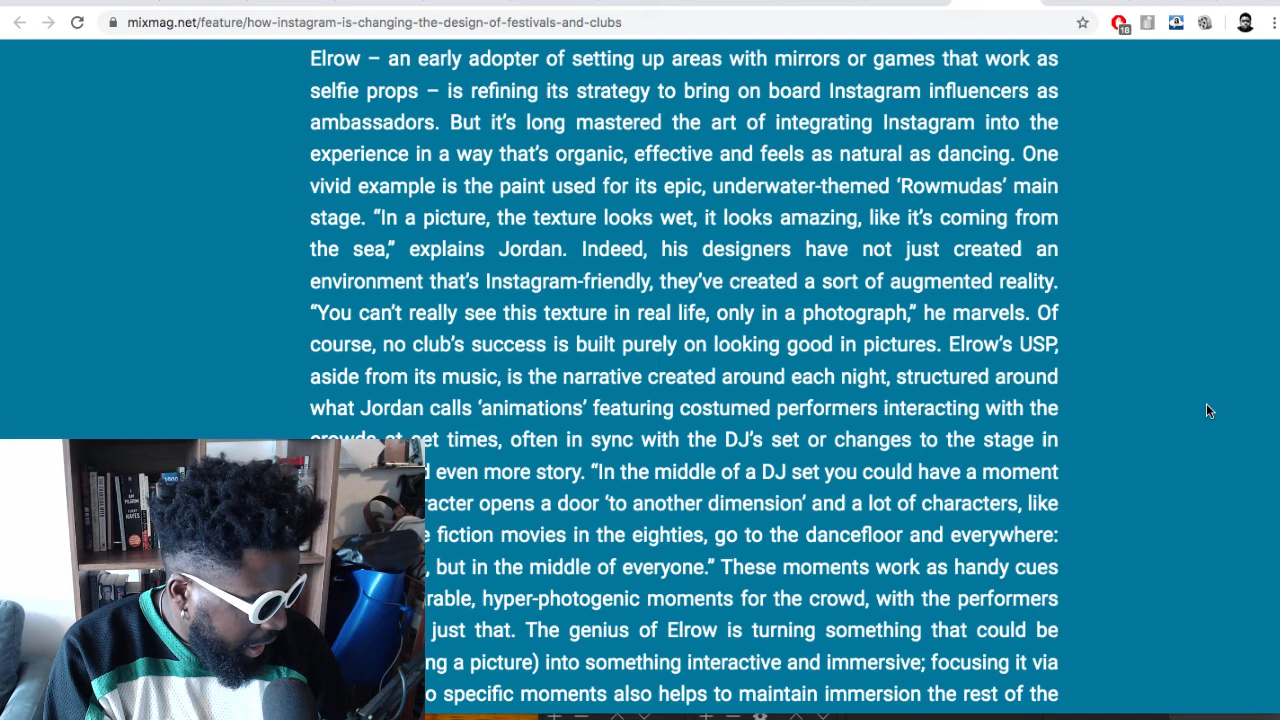 mixmag.net/feature/how-instagram-is-changing-the-design-of-festivals-and-clubs
18
Elrow – an early adopter of setting up areas with mirrors or games that work as
selfie props – is refining its strategy to bring on board Instagram influencers as
ambassadors. But it’s long mastered the art of integrating Instagram into the
experience in a way that’s organic, effective and feels as natural as dancing. One
vivid example is the paint used for its epic, underwater-themed ‘Rowmudas’ main
stage. “In a picture, the texture looks wet, it looks amazing, like it’s coming from
the sea,” explains Jordan. Indeed, his designers have not just created an
environment that’s Instagram-friendly, they’ve created a sort of augmented reality.
“You can’t really see this texture in real life, only in a photograph,” he marvels. Of
course, no club’s success is built purely on looking good in pictures. Elrow’s USP,
aside from its music, is the narrative created around each night, structured around
what Jordan calls ‘animations’ featuring costumed performers interacting with the
crowds at set times, often in sync with the DJ’s set or changes to the stage in
even more story. “In the middle of a DJ set you could have a moment
opens a door ‘to another dimension’ and a lot of characters, like
fiction movies in the eighties, go to the dancefloor and everywhere:
, but in the middle of everyone.” These moments work as handy cues
hyper-photogenic moments for the crowd, with the performers
just that. The genius of Elrow is turning something that could be
a picture) into something interactive and immersive; focusing it via
specific moments also helps to maintain immersion the rest of the
I AM
PILGRIM
TERRY
HAYES